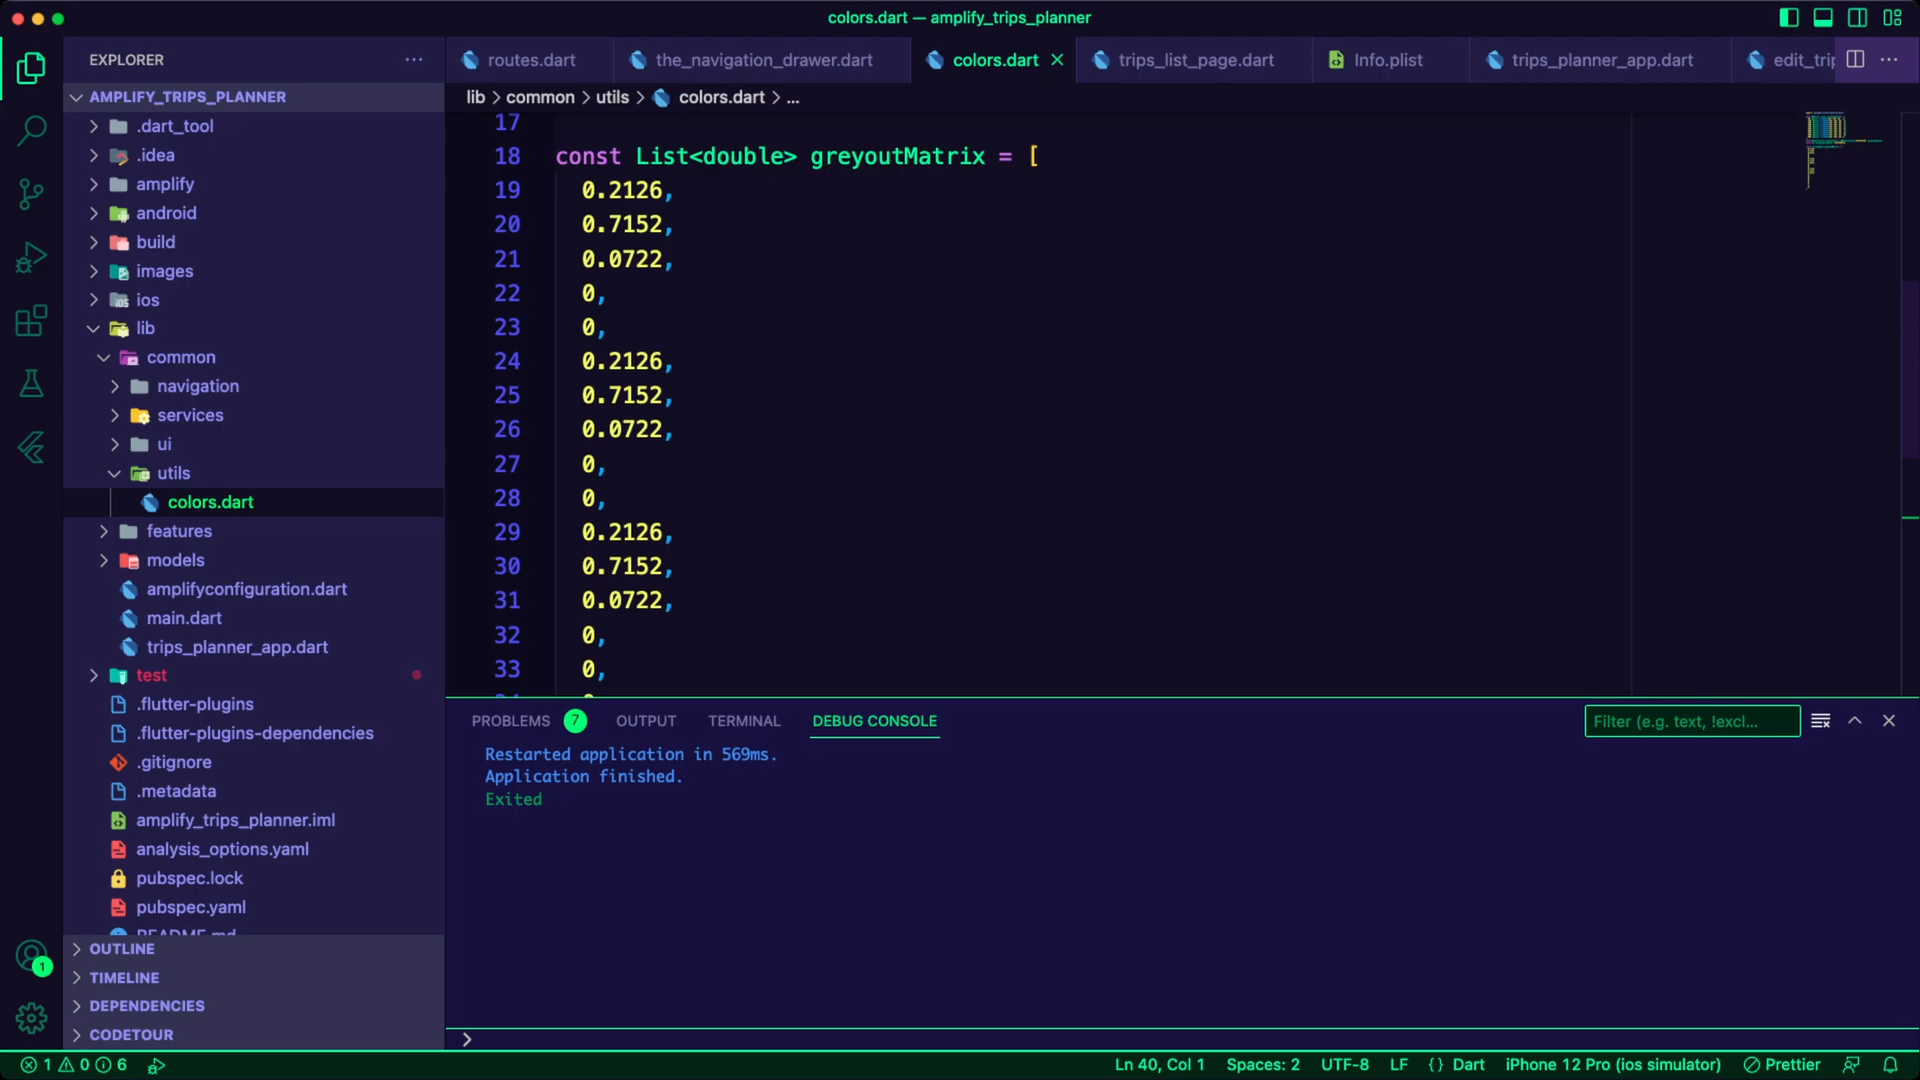 colors.dart — amplify_trips_planner
EXPLORER
routes.dart
the_navigation_drawer.dart
colors.dart
trips_list_page.dart
Info.plist
trips_planner_app.dart
edit_trip
AMPLIFY_TRIPS_PLANNER
lib > common > utils > colors.dart > ...
.dart_tool
.idea
amplify
android
build
images
ios
lib
common
navigation
services
ui
utils
colors.dart
features
models
amplifyconfiguration.dart
main.dart
trips_planner_app.dart
test
.flutter-plugins
.flutter-plugins-dependencies
.gitignore
.metadata
amplify_trips_planner.iml
analysis_options.yaml
pubspec.lock
pubspec.yaml
README.md
OUTLINE
TIMELINE
DEPENDENCIES
CODETOUR
17
18 const List<double> greyoutMatrix = [
19 0.2126,
20 0.7152,
21 0.0722,
22 0,
23 0,
24 0.2126,
25 0.7152,
26 0.0722,
27 0,
28 0,
29 0.2126,
30 0.7152,
31 0.0722,
32 0,
33 0,
PROBLEMS 7 OUTPUT TERMINAL DEBUG CONSOLE
Filter (e.g. text, !excl...
Restarted application in 569ms.
Application finished.
Exited
>
1
1 0 6
Ln 40, Col 1 Spaces: 2 UTF-8 LF {} Dart iPhone 12 Pro (ios simulator) Prettier